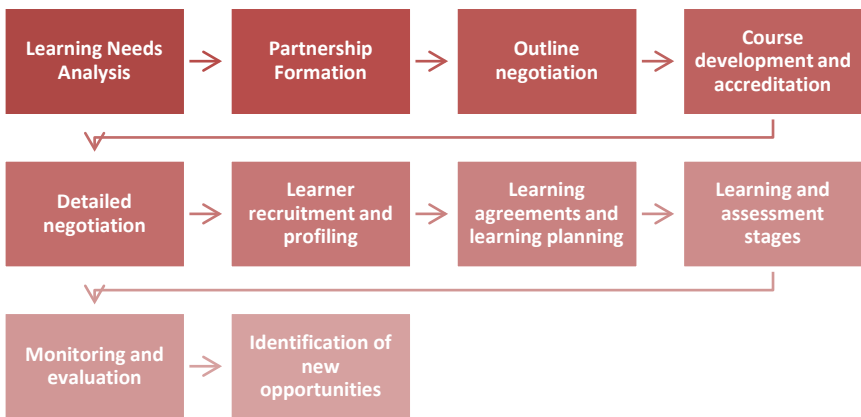 Learning Needs
Analysis
Partnership
Formation
Outline
negotiation
Course
development and
accreditation
Detailed
negotiation
Learner
recruitment and
profiling
Learning
agreements and
learning planning
Learning and
assessment
stages
Monitoring and
evaluation
Identification of
new
opportunities